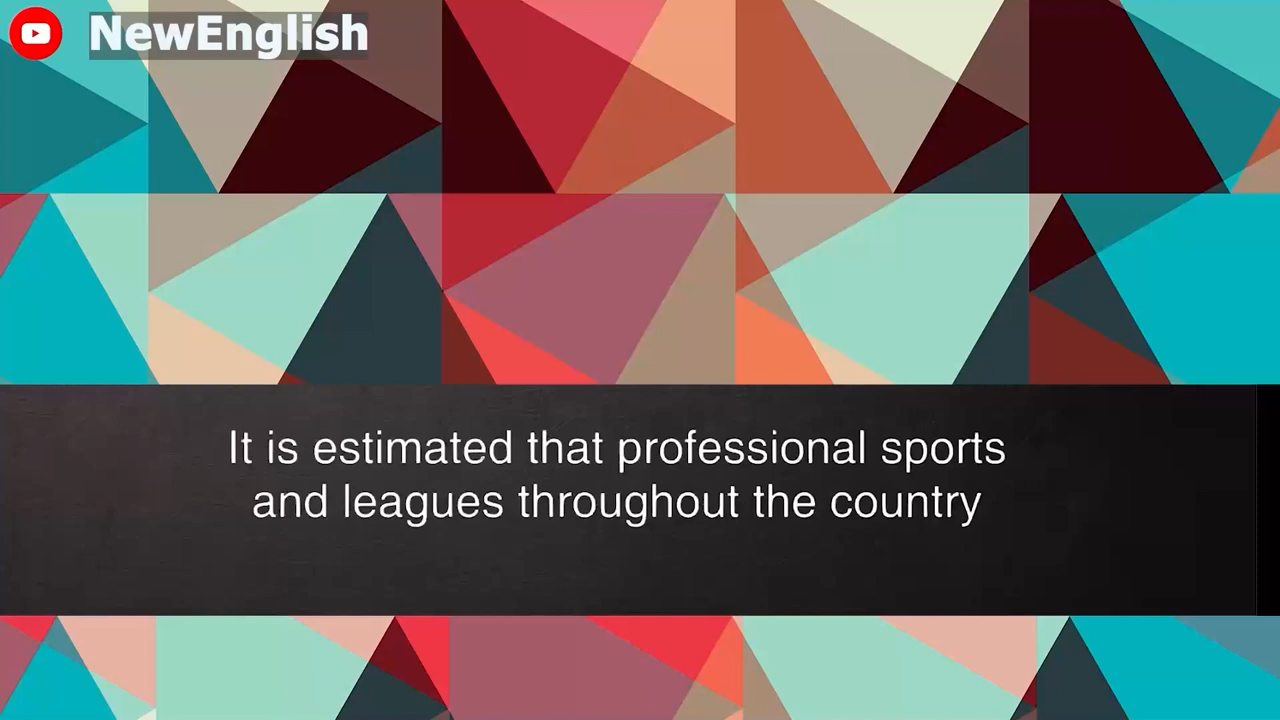 NewEnglish
It is estimated that professional sports
and leagues throughout the country